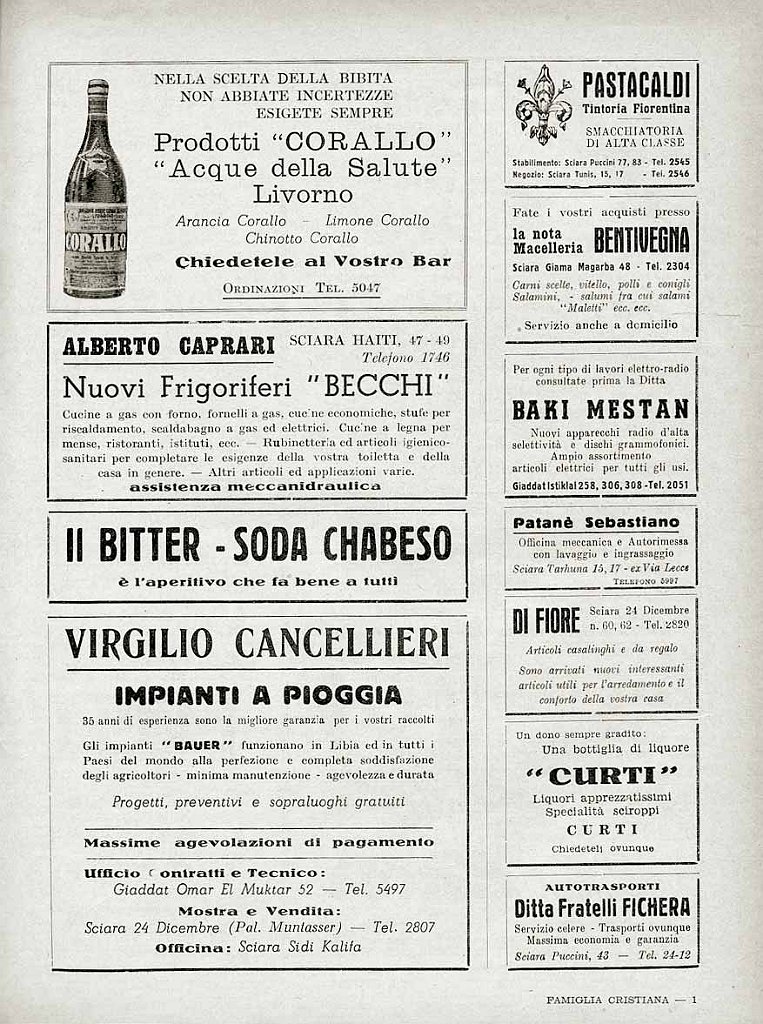 NELLA SCELTA DELLA BIBITA
NON ABBIATE INCERTEZZE
ESIGETE SEMPRE
Prodotti "CORALLO"
"Acque della Salute"
Livorno
Arancia Corallo – Limone Corallo
Chinotto Corallo
Chiedetele al Vostro Bar
ORDINAZIONI TEL. 5047
CORALLO
ALBERTO CAPRARI
SCIARA HAITI, 47 - 49
Telefono 1746
Nuovi Frigoriferi "BECCHI"
Cucine a gas con forno, fornelli a gas, cucine economiche, stufe per
riscaldamento, scaldabagno a gas ed elettrici. Cucine a legna per
mense, ristoranti, istituti, ecc. — Rubinetteria ed articoli igienico-
sanitari per completare le esigenze della vostra toiletta e della
casa in genere. — Altri articoli ed applicazioni varie.
assistenza meccanidraulica
Il BITTER - SODA CHABESO
è l'aperitivo che fa bene a tutti
VIRGILIO CANCELLIERI
IMPIANTI A PIOGGIA
35 anni di esperienza sono la migliore garanzia per i vostri raccolti
Gli impianti "BAUER" funzionano in Libia ed in tutti i
Paesi del mondo alla perfezione e completa soddisfazione
degli agricoltori - minima manutenzione - agevolezza e durata
Progetti, preventivi e sopraluoghi gratuiti
Massime agevolazioni di pagamento
Ufficio Contratti e Tecnico:
Giaddat Omar El Muktar 52 — Tel. 5497
Mostra e Vendita:
Sciara 24 Dicembre (Pal. Muntasser) — Tel. 2807
Officina: Sciara Sidi Kalifa
PASTACALDI
Tintoria Fiorentina
SMACCHIATORIA
DI ALTA CLASSE
Stabilimento: Sciara Puccini 77, 83 - Tel. 2545
Negozio: Sciara Tunis, 15, 17 - Tel. 2546
Fate i vostri acquisti presso
la nota
Macelleria BENTIVEGNA
Sciara Giama Magarba 48 - Tel. 2304
Carni scelte, vitello, polli e conigli
Salamini, - salumi fra cui salami
"Maletti" ecc. ecc.
Servizio anche a domicilio
Per ogni tipo di lavori elettro-radio
consultate prima la Ditta
BAKI MESTAN
Nuovi apparecchi radio d'alta
selettività e dischi grammofonici.
Ampio assortimento
articoli elettrici per tutti gli usi.
Giaddat Istiklal 258, 306, 308 - Tel. 2051
Patanè Sebastiano
Officina meccanica e Autorimessa
con lavaggio e ingrassaggio
Sciara Tarhuna 15, 17 - ex Via Lecce
TELEFONO 5997
DI FIORE
Sciara 24 Dicembre
n. 60, 62 - Tel. 2820
Articoli casalinghi e da regalo
Sono arrivati nuovi interessanti
articoli utili per l'arredamento e il
conforto della vostra casa
Un dono sempre gradito:
Una bottiglia di liquore
"CURTI"
Liquori apprezzatissimi
Specialità sciroppi
CURTI
Chiedeteli ovunque
AUTOTRASPORTI
Ditta Fratelli FICHERA
Servizio celere - Trasporti ovunque
Massima economia e garanzia
Sciara Puccini, 43 — Tel. 24-12
FAMIGLIA CRISTIANA — 1